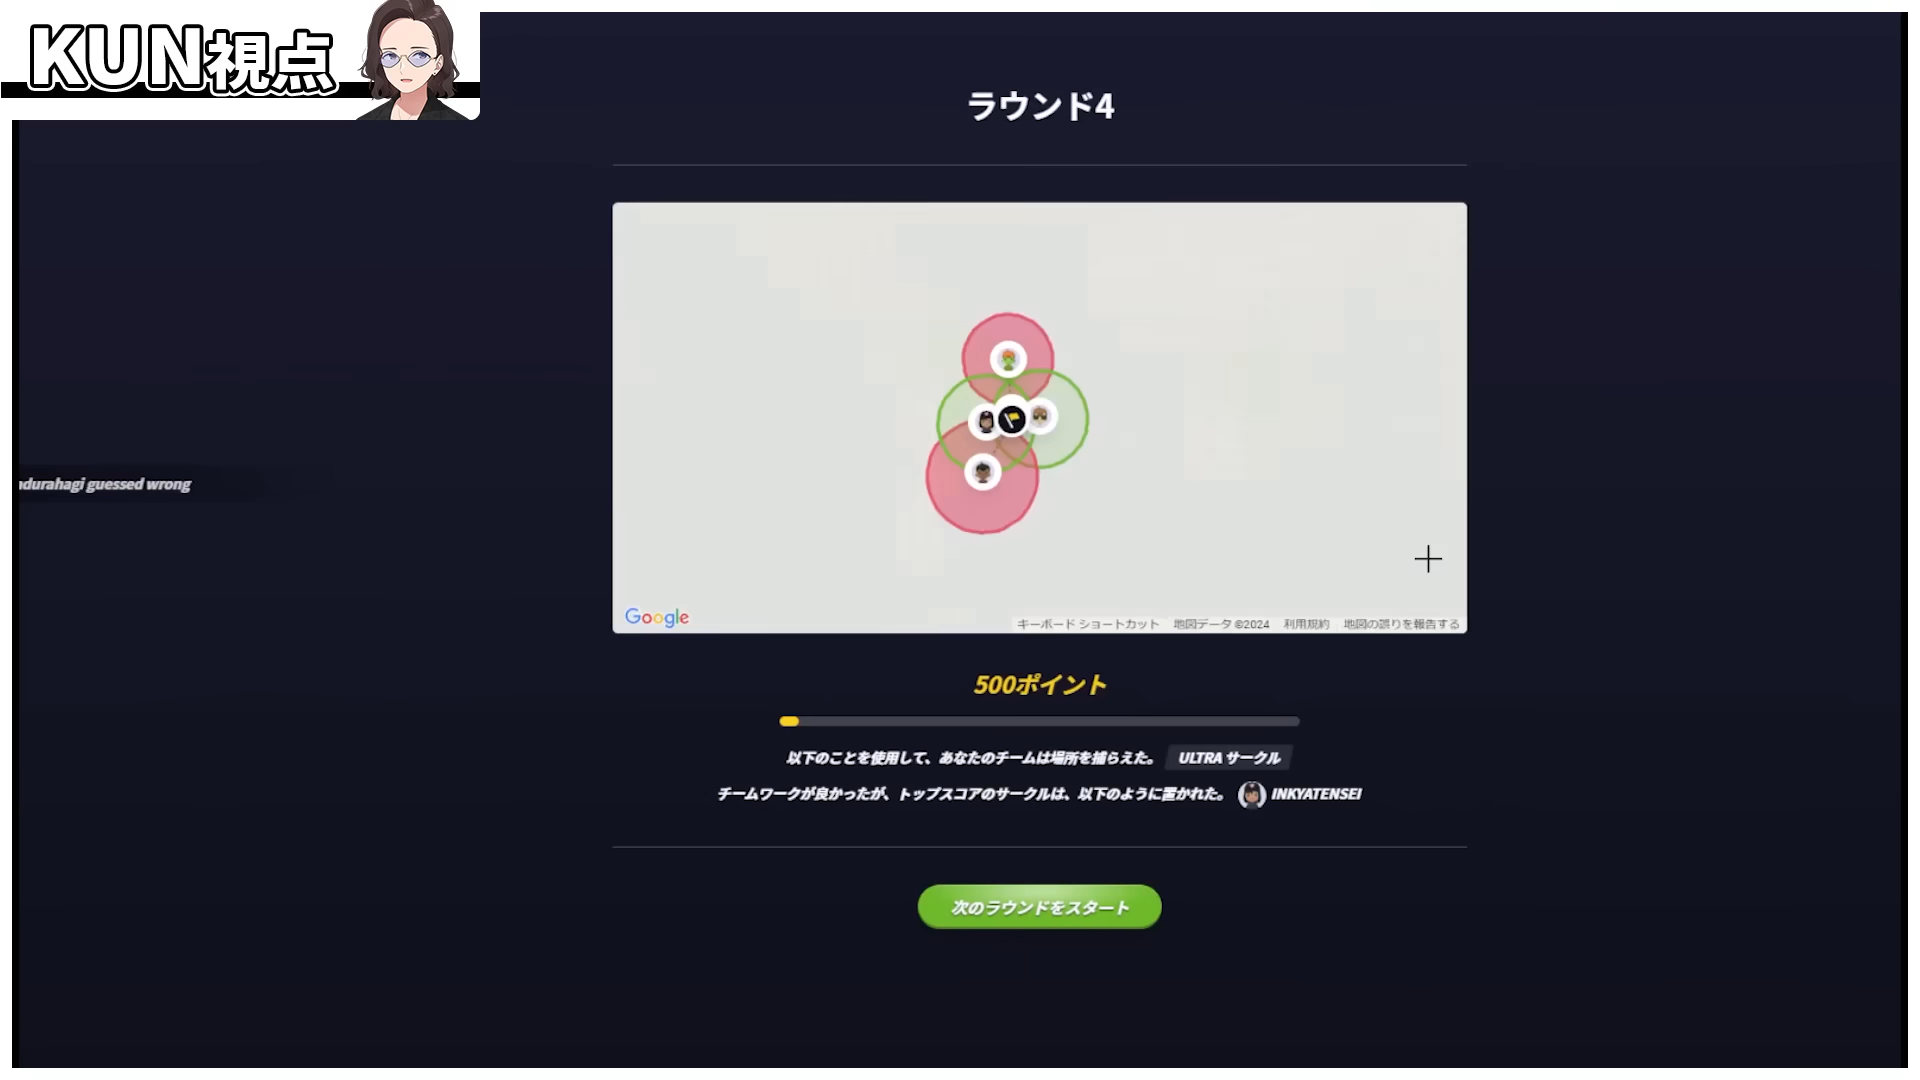 KUN視点
ラウンド4
guessed wrong
Google
キーボード ショートカット 地図データ ©2024 利用規約 地図の誤りを報告する
500ポイント
以下のことを使用して、あなたのチームは場所を捕らえた。 ULTRA サークル
チームワークが良かったが、トップスコアのサークルは、以下のように置かれた。 INKYATENSEI
次のラウンドをスタート